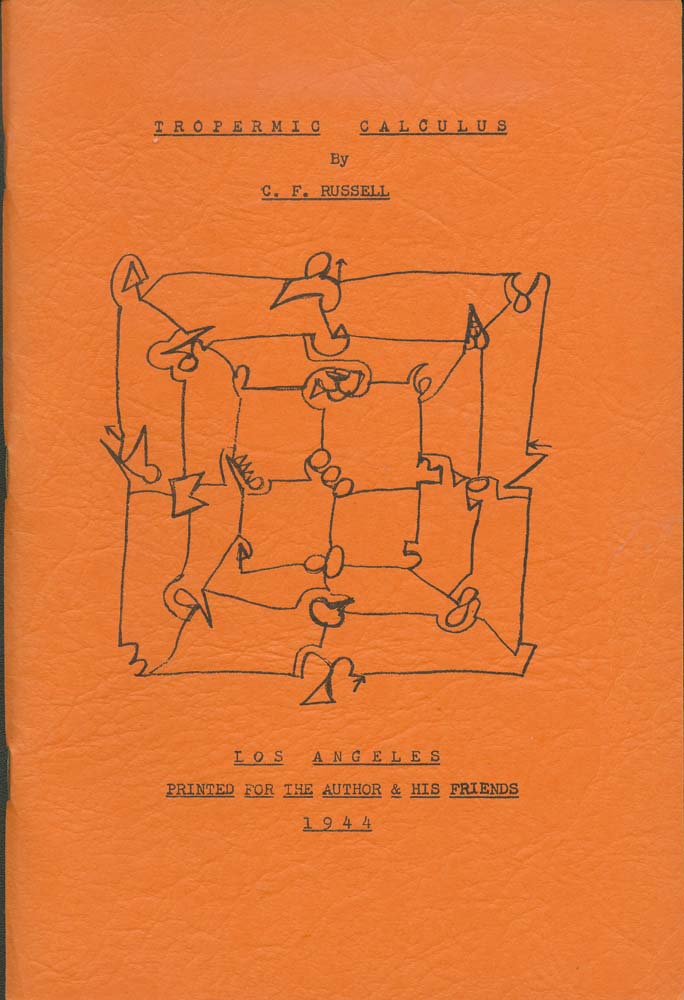 TROPERMIC CALCULUS
By
C. F. RUSSELL
LOS ANGELES
PRINTED FOR THE AUTHOR & HIS FRIENDS
1944